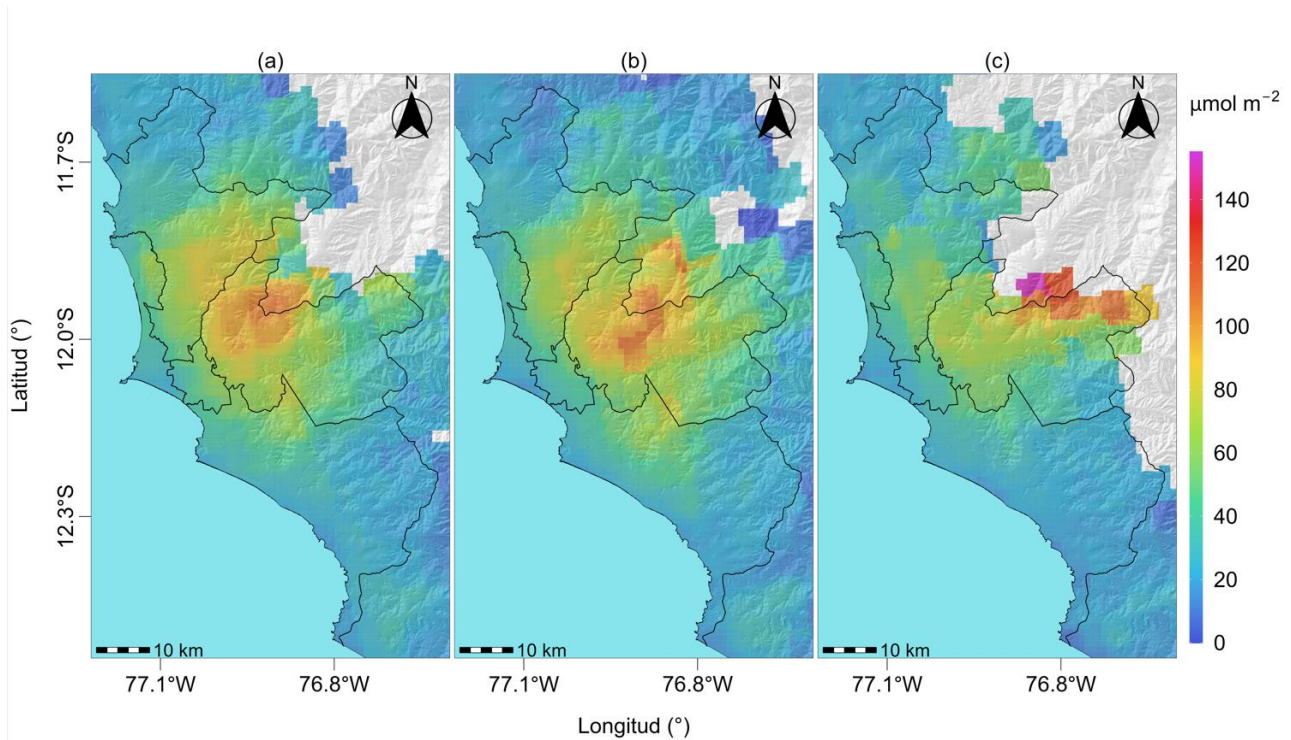 (a) (b) (c)
N N N
μmol m⁻²
140
120
100
80
60
40
20
0
11.7°S
12.0°S
12.3°S
Latitud (°)
10 km 10 km 10 km
77.1°W 76.8°W 77.1°W 76.8°W 77.1°W 76.8°W
Longitud (°)